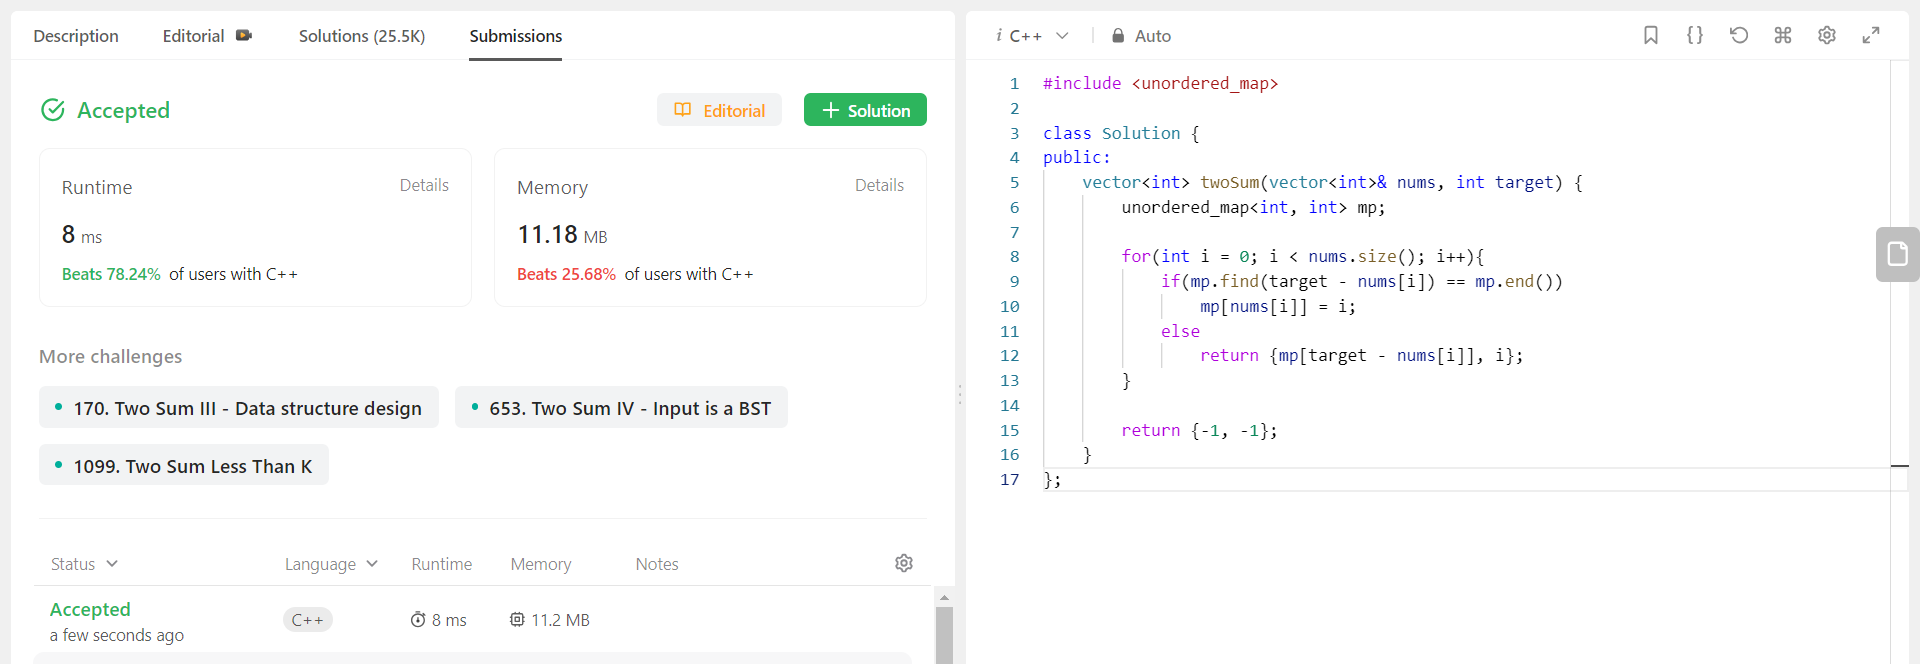 Description Editorial Solutions (25.5K) Submissions
Accepted Editorial + Solution
Runtime Details
8 ms
Beats 78.24% of users with C++
Memory Details
11.18 MB
Beats 25.68% of users with C++
More challenges
170. Two Sum III - Data structure design 653. Two Sum IV - Input is a BST
1099. Two Sum Less Than K
Status Language Runtime Memory Notes
Accepted C++ 8 ms 11.2 MB
a few seconds ago
i C++ Auto
1 #include <unordered_map>
2
3 class Solution {
4 public:
5     vector<int> twoSum(vector<int>& nums, int target) {
6         unordered_map<int, int> mp;
7
8         for(int i = 0; i < nums.size(); i++){
9             if(mp.find(target - nums[i]) == mp.end())
10                 mp[nums[i]] = i;
11             else
12                 return {mp[target - nums[i]], i};
13         }
14
15         return {-1, -1};
16     }
17 };